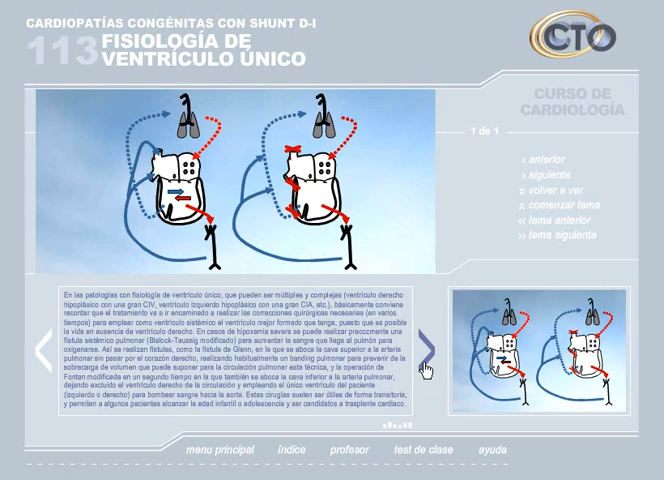 CARDIOPATÍAS CONGÉNITAS CON SHUNT D-I
113 FISIOLOGÍA DE
VENTRÍCULO ÚNICO
CTO
CURSO DE
CARDIOLOGÍA
1 de 1
‹ anterior
› siguiente
volver a ver
comenzar tema
‹‹ tema anterior
›› tema siguiente
En las patologías con fisiología de ventrículo único, que pueden ser múltiples y complejas (ventrículo derecho
hipoplásico con una gran CIV, ventrículo izquierdo hipoplásico con una gran CIA, etc.), básicamente conviene
recordar que el tratamiento va a ir encaminado a realizar las correcciones quirúrgicas necesarias (en varios
tiempos) para emplear como ventrículo sistémico el ventrículo mejor formado que tenga, puesto que es posible
la vida en ausencia de ventrículo derecho. En casos de hipoxemia severa se puede realizar precozmente una
fístula sistémico pulmonar (Blalock-Taussig modificado) para aumentar la sangre que llega al pulmón para
oxigenarse. Así se realizan fístulas, como la fístula de Glenn, en la que se aboca la cava superior a la arteria
pulmonar sin pasar por el corazón derecho, realizando habitualmente un banding pulmonar para prevenir de la
sobrecarga de volumen que puede suponer para la circulación pulmonar esta técnica, y la operación de
Fontan modificada en un segundo tiempo en la que también se aboca la cava inferior a la arteria pulmonar,
dejando excluido el ventrículo derecho de la circulación y empleando el único ventrículo del paciente
(izquierdo o derecho) para bombear sangre hacia la aorta. Estas cirugías suelen ser útiles de forma transitoria,
y permiten a algunos pacientes alcanzar la edad infantil o adolescencia y ser candidatos a trasplante cardíaco.
menu principal índice profesor test de clase ayuda